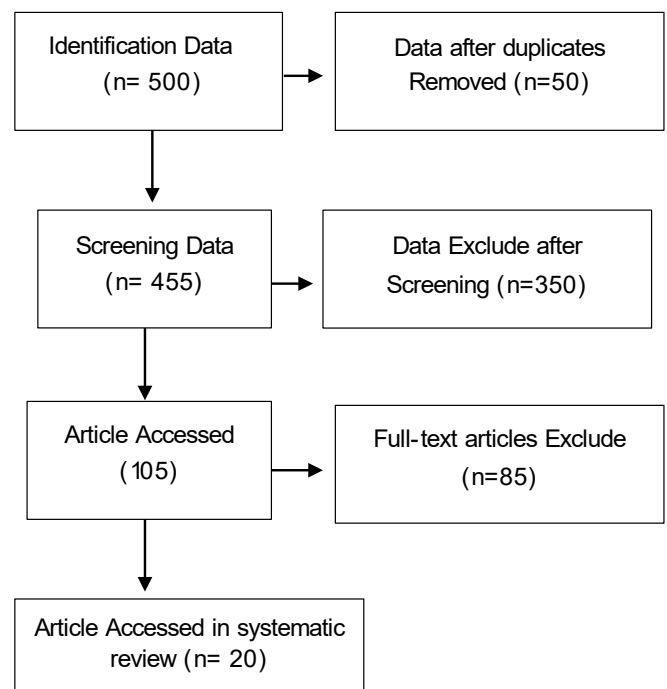 Identification Data
(n= 500)
Data after duplicates
Removed (n=50)
Screening Data
(n= 455)
Data Exclude after
Screening (n=350)
Article Accessed
(105)
Full-text articles Exclude
(n=85)
Article Accessed in systematic
review (n= 20)